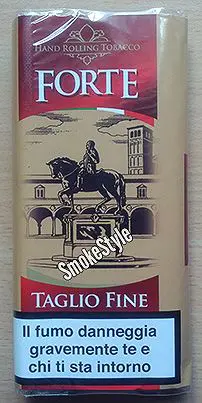 Hand Rolling Tobacco
FORTE
SmokeStyle
Taglio Fine
Il fumo danneggia
gravemente te e
chi ti sta intorno